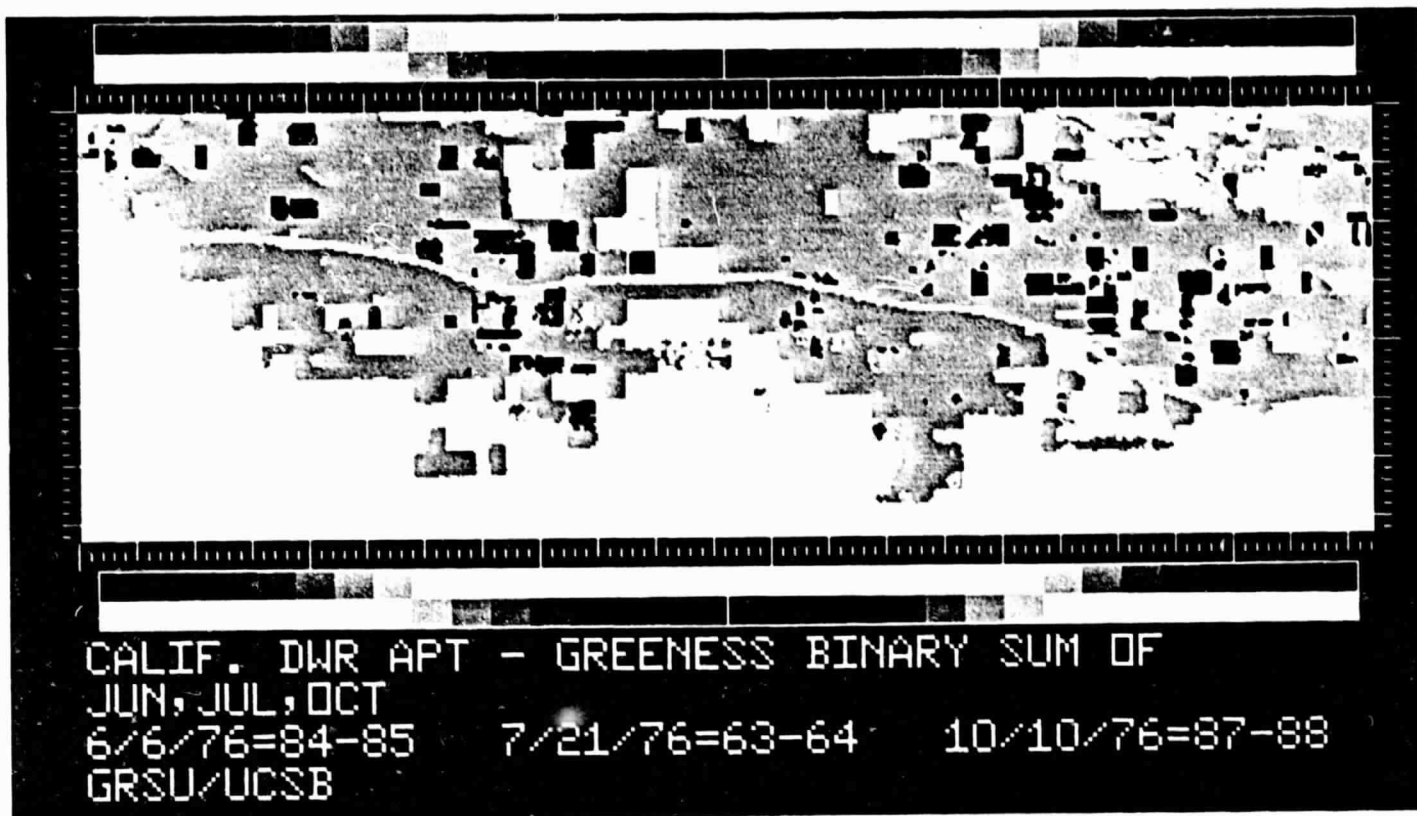 CALIF. DWR APT - GREENESS BINARY SUM OF
JUN,JUL,OCT
6/6/76=84-85 7/21/76=63-64 10/10/76=87-88
GRSU/UCSB